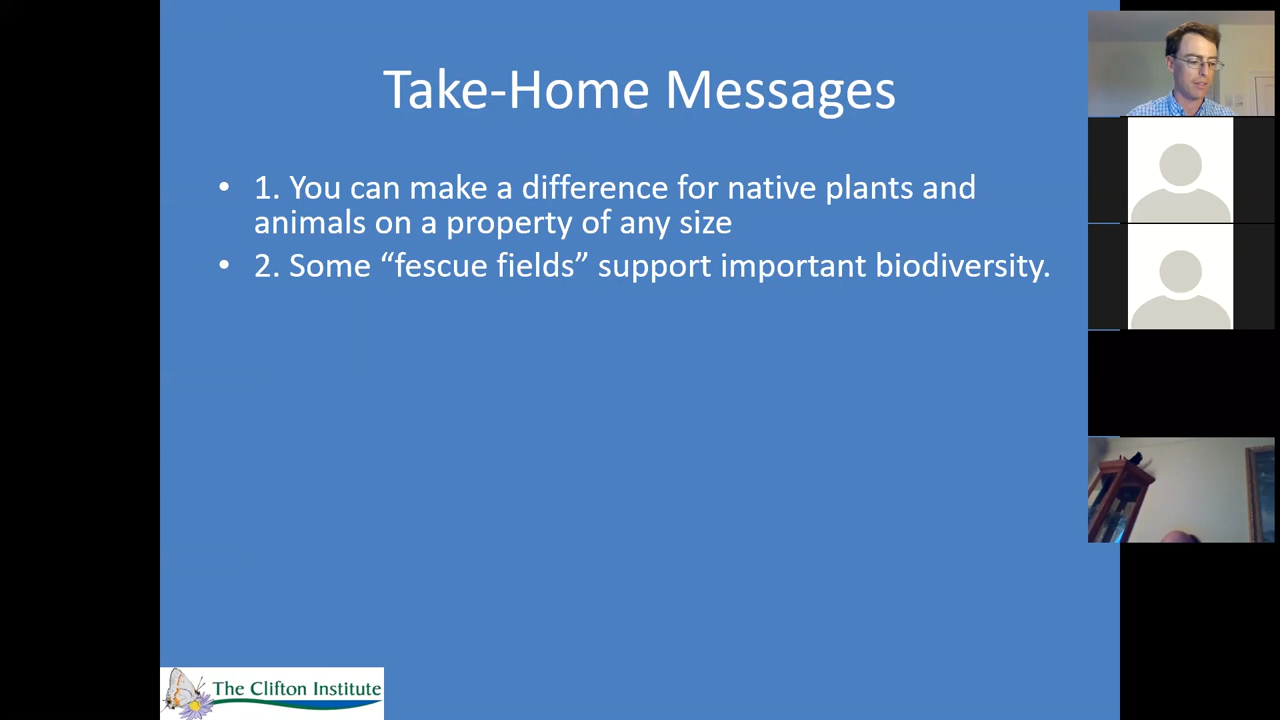 Take-Home Messages
• 1. You can make a difference for native plants and
animals on a property of any size
• 2. Some “fescue fields” support important biodiversity.
The Clifton Institute